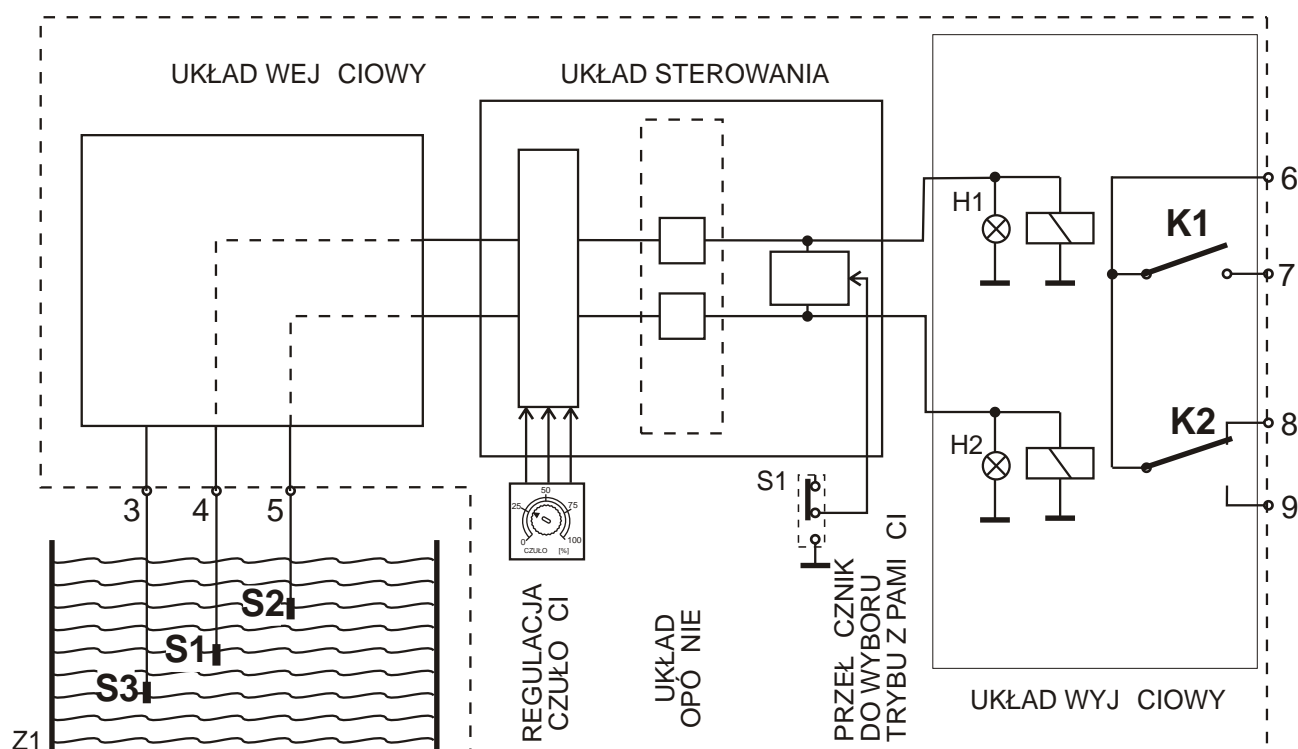 UKŁAD WEJ CIOWY
UKŁAD STEROWANIA
H1
6
K1
7
H2
K2
8
9
3
4
5
S1
0
25
50
75
100
CZUŁO [%]
S2
S1
S3
Z1
REGULACJA
CZUŁO CI
UKŁAD
OPÓ NIE
PRZEŁ CZNIK
DO WYBORU
TRYBU Z PAMI CI
UKŁAD WYJ CIOWY